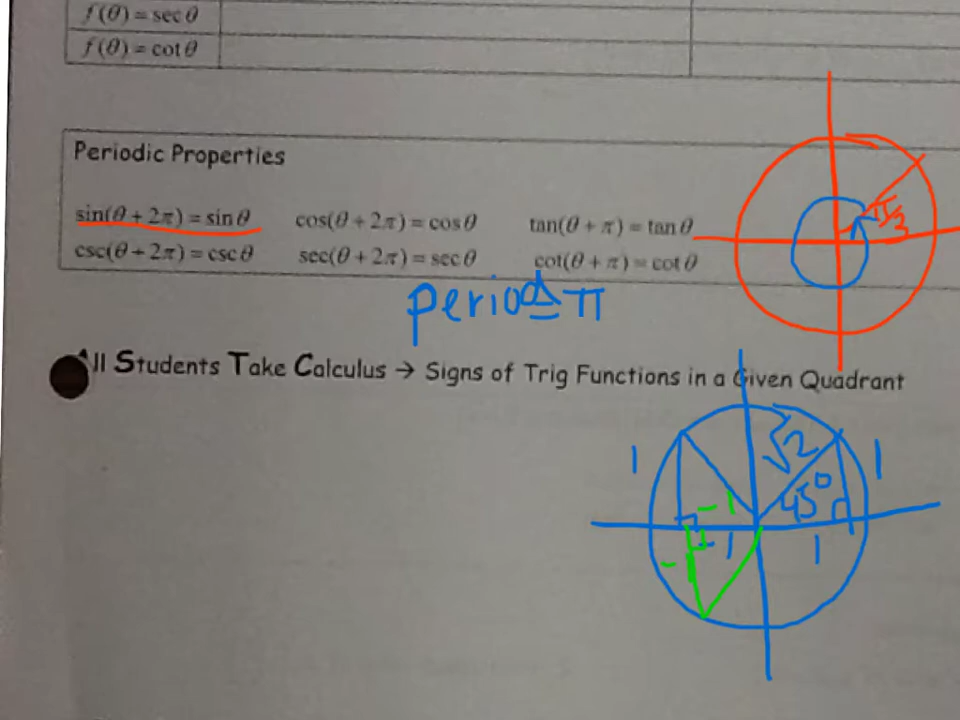 f(θ) = sec θ
f(θ) = cot θ
Periodic Properties
sin(θ + 2π) = sin θ cos(θ + 2π) = cos θ tan(θ + π) = tan θ
csc(θ + 2π) = csc θ sec(θ + 2π) = sec θ cot(θ + π) = cot θ
π/3
period π
All Students Take Calculus → Signs of Trig Functions in a Given Quadrant
1 √2 1
-1 45°
1 1
-1